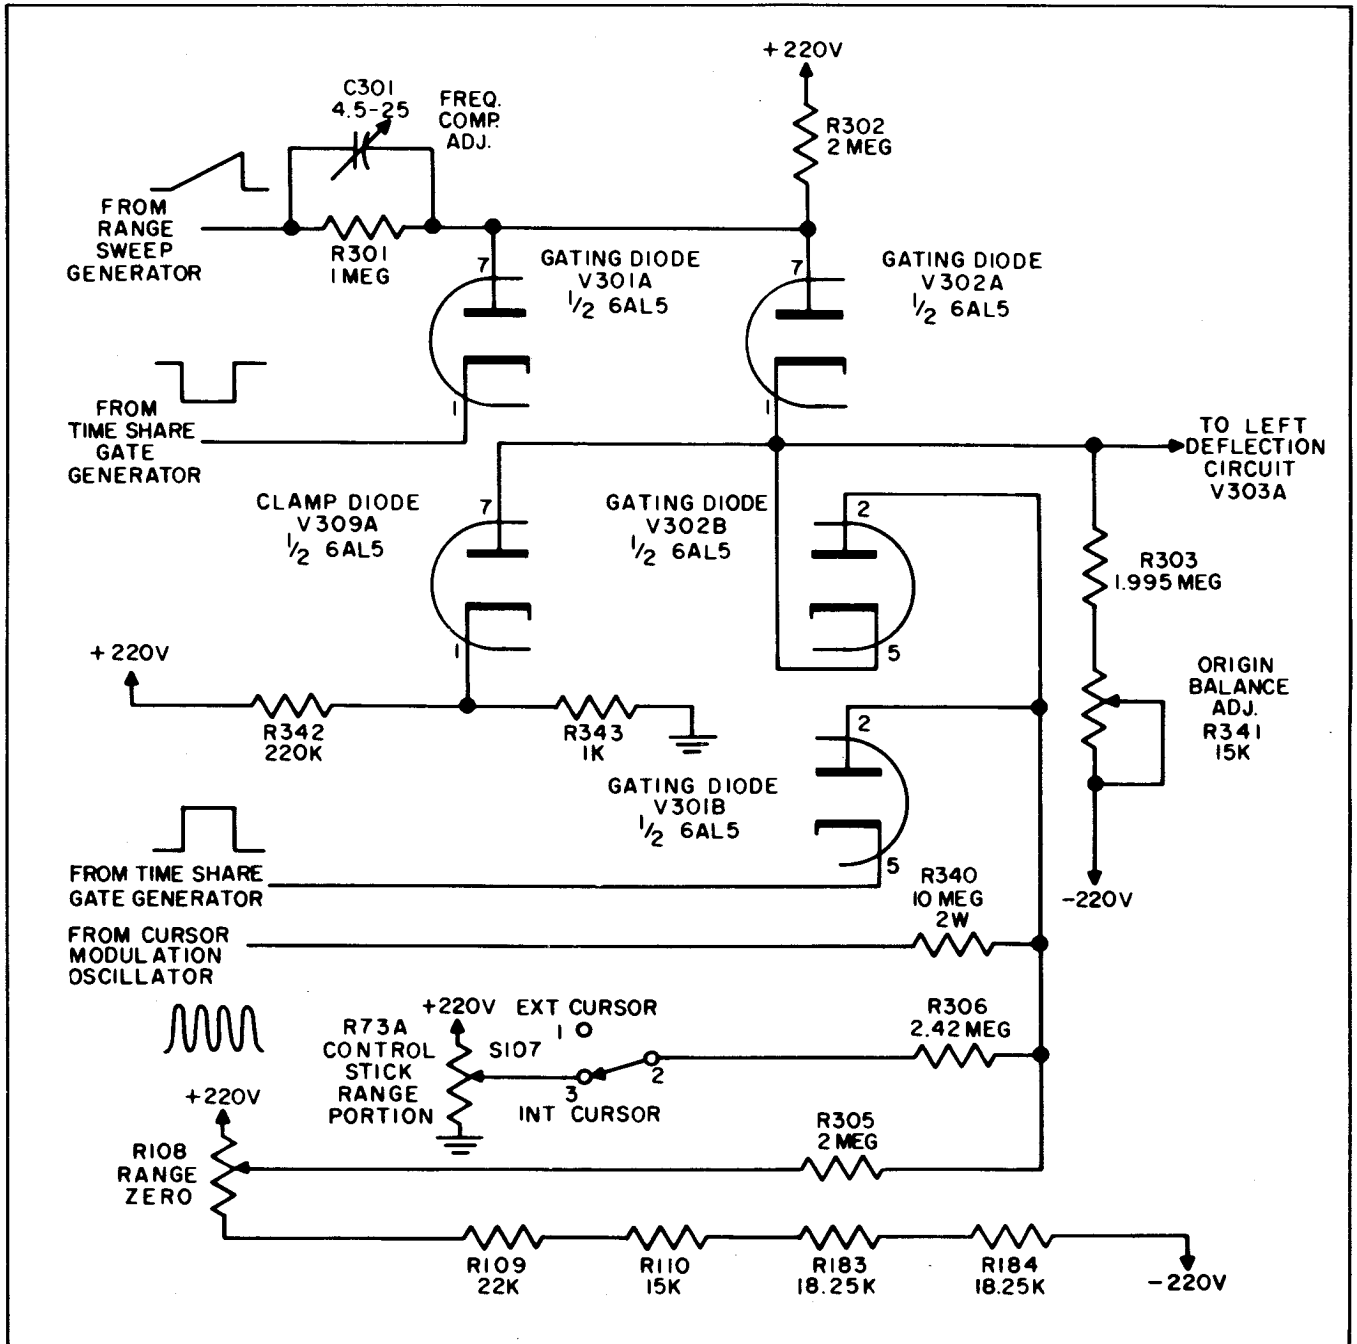 +220V
C301
4.5-25
FREQ.
COMP.
ADJ.
R302
2 MEG
FROM
RANGE
SWEEP
GENERATOR
R301
1 MEG
7
GATING DIODE
V301A
1/2 6AL5
1
7
GATING DIODE
V302A
1/2 6AL5
1
FROM
TIME SHARE
GATE
GENERATOR
TO LEFT
DEFLECTION
CIRCUIT
V303A
CLAMP DIODE
V309A
1/2 6AL5
7
1
GATING DIODE
V302B
1/2 6AL5
2
5
R303
1.995 MEG
+220V
R342
220K
R343
1K
ORIGIN
BALANCE
ADJ.
R341
15K
2
GATING DIODE
V301B
1/2 6AL5
5
-220V
FROM TIME SHARE
GATE GENERATOR
R340
10 MEG
2W
FROM CURSOR
MODULATION
OSCILLATOR
+220V
R73A
CONTROL
STICK
RANGE
PORTION
EXT CURSOR
1
S107
2
3
INT CURSOR
R306
2.42 MEG
+220V
R108
RANGE
ZERO
R305
2 MEG
R109
22K
R110
15K
R183
18.25K
R184
18.25K
-220V